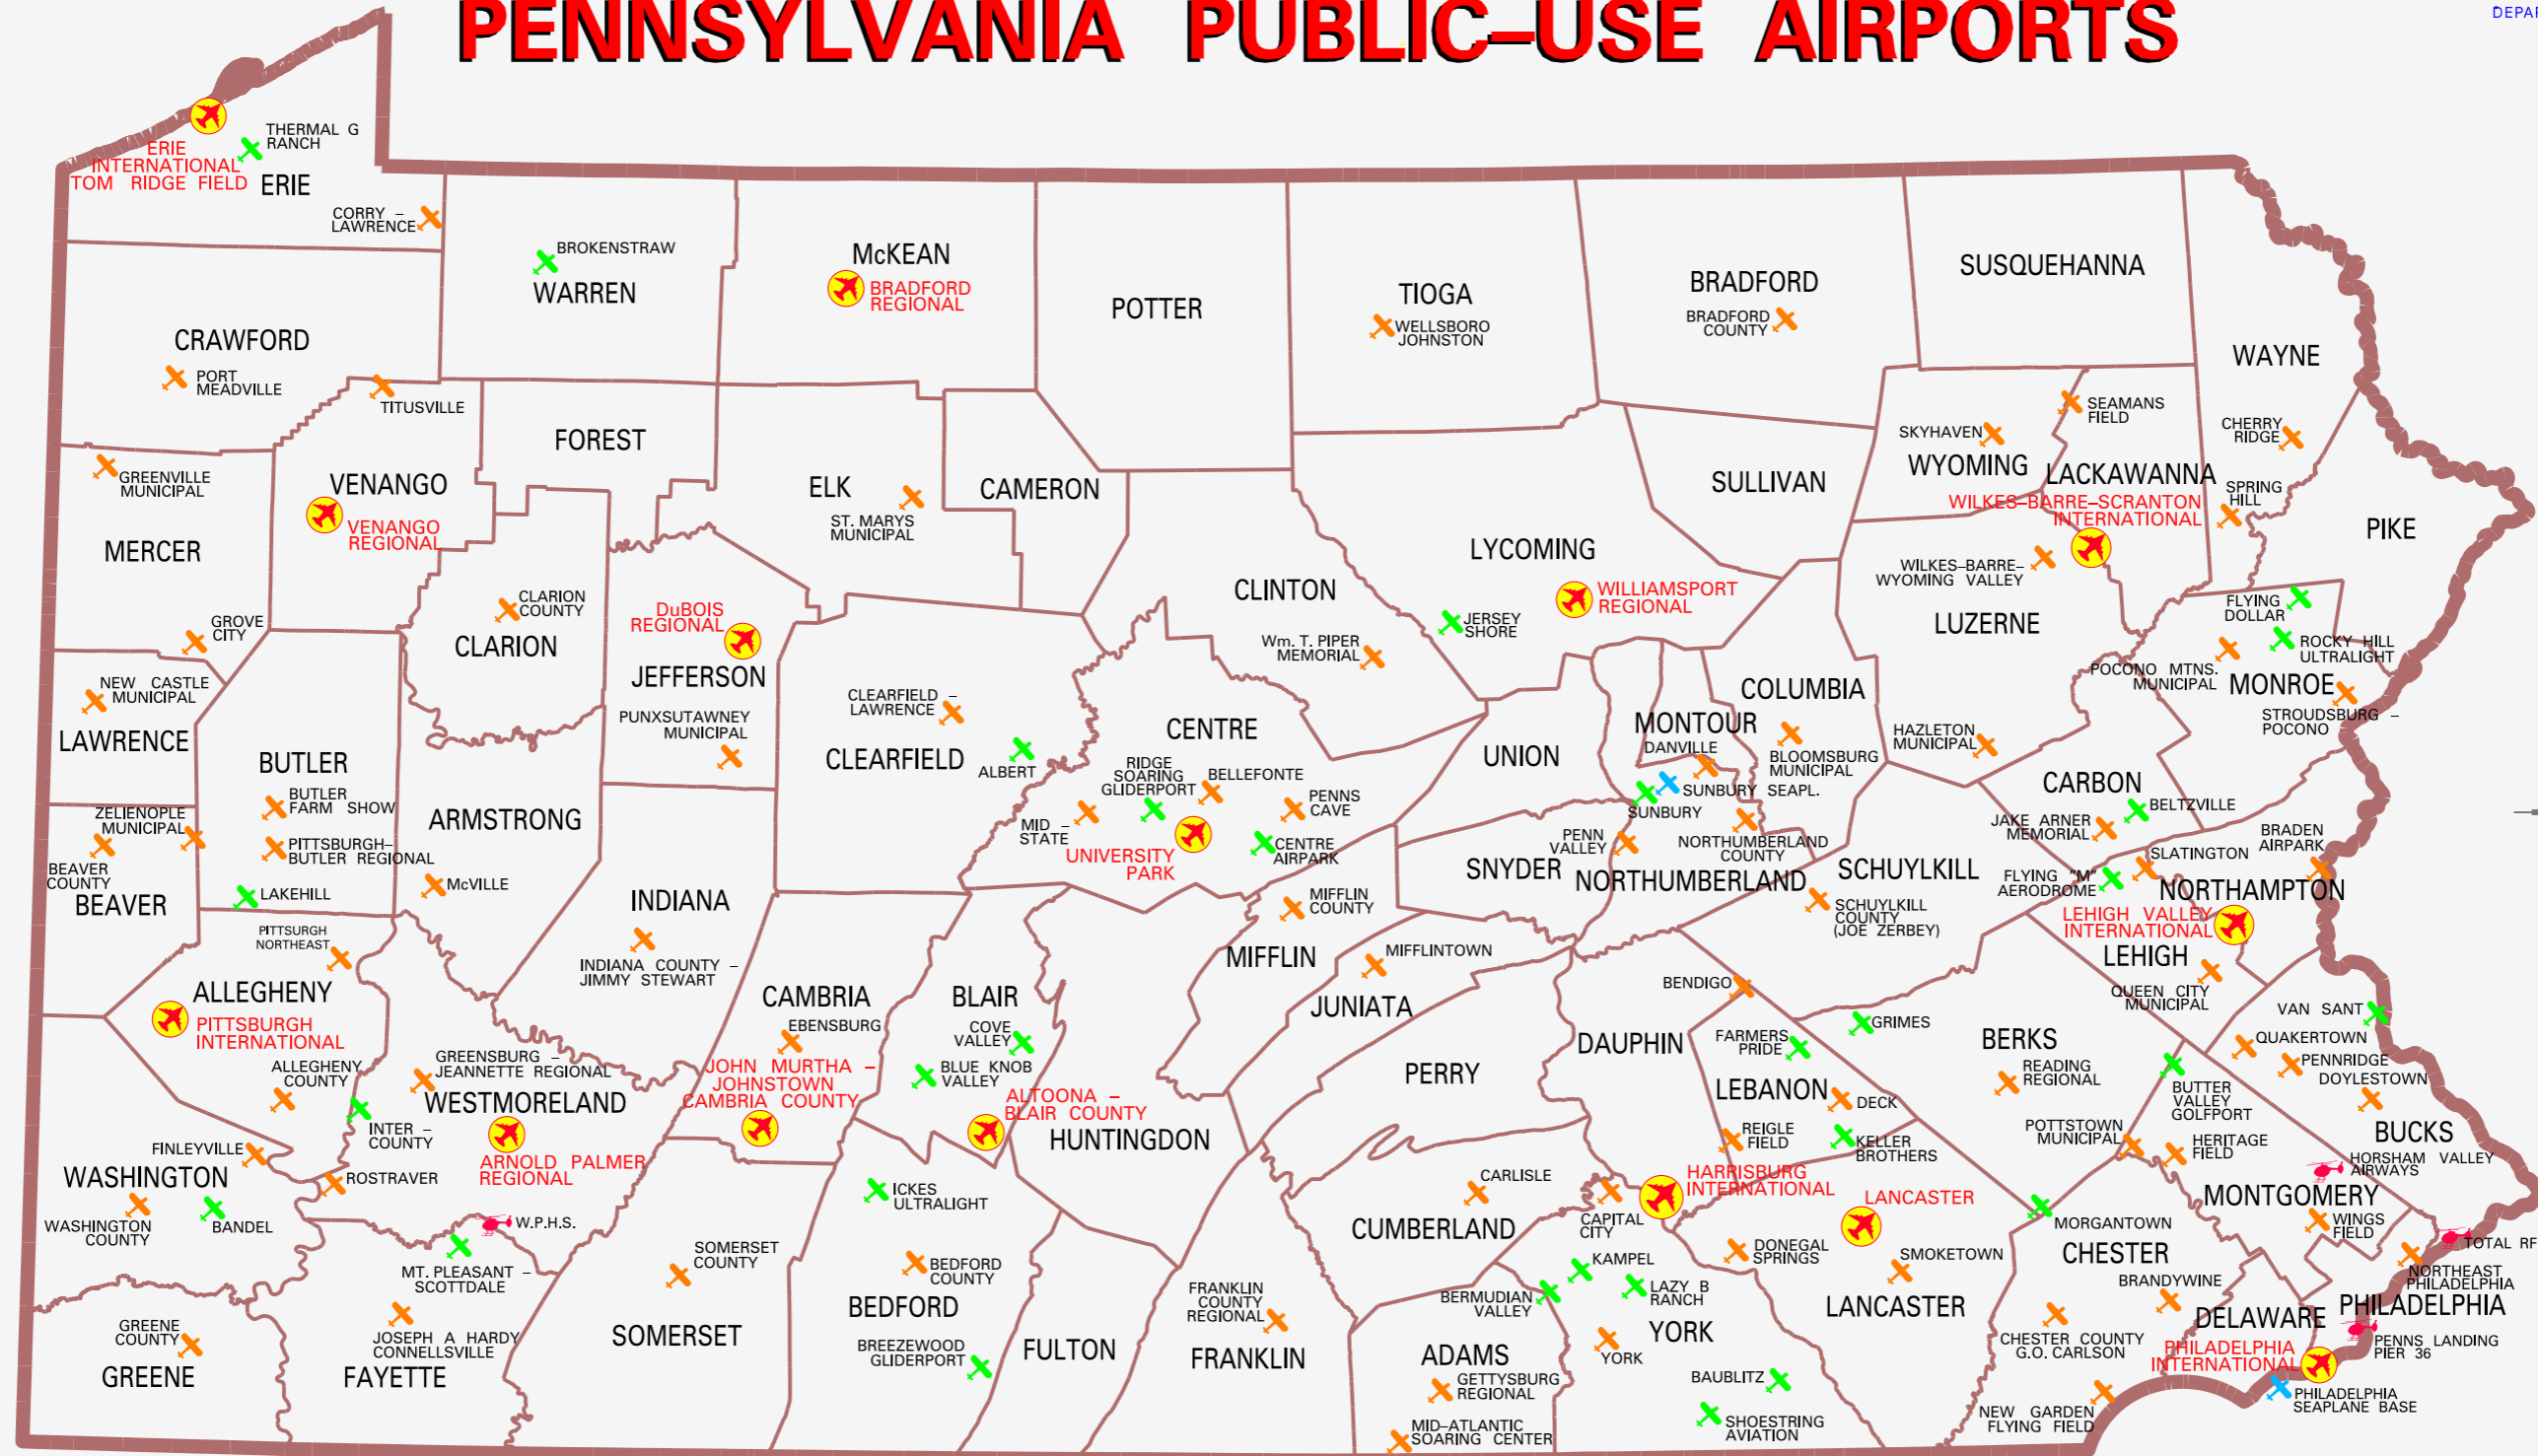 PENNSYLVANIA PUBLIC–USE AIRPORTS
DEPAR
THERMAL G
RANCH
ERIE
INTERNATIONAL
TOM RIDGE FIELD
ERIE
CORRY –
LAWRENCE
BROKENSTRAW
WARREN
McKEAN
BRADFORD
REGIONAL
POTTER
TIOGA
WELLSBORO
JOHNSTON
BRADFORD
BRADFORD
COUNTY
SUSQUEHANNA
WAYNE
CRAWFORD
PORT
MEADVILLE
TITUSVILLE
FOREST
SKYHAVEN
WYOMING
SEAMANS
FIELD
LACKAWANNA
CHERRY
RIDGE
SPRING
HILL
PIKE
GREENVILLE
MUNICIPAL
VENANGO
VENANGO
REGIONAL
MERCER
ELK
ST. MARYS
MUNICIPAL
CAMERON
SULLIVAN
WILKES–BARRE–SCRANTON
INTERNATIONAL
WILKES–BARRE–
WYOMING VALLEY
LUZERNE
LYCOMING
WILLIAMSPORT
REGIONAL
CLINTON
JERSEY
SHORE
Wm. T. PIPER
MEMORIAL
CLARION
COUNTY
CLARION
DuBOIS
REGIONAL
JEFFERSON
PUNXSUTAWNEY
MUNICIPAL
GROVE
CITY
NEW CASTLE
MUNICIPAL
LAWRENCE
CLEARFIELD –
LAWRENCE
CLEARFIELD
ALBERT
CENTRE
RIDGE
SOARING
GLIDERPORT
BELLEFONTE
PENNS
CAVE
MID –
STATE
UNIVERSITY
PARK
CENTRE
AIRPARK
UNION
MONTOUR
DANVILLE
COLUMBIA
BLOOMSBURG
MUNICIPAL
HAZLETON
MUNICIPAL
FLYING
DOLLAR
ROCKY HILL
ULTRALIGHT
POCONO MTNS.
MUNICIPAL
MONROE
STROUDSBURG –
POCONO
CARBON
BELTZVILLE
JAKE ARNER
MEMORIAL
BRADEN
AIRPARK
SLATINGTON
FLYING "M"
AERODROME
NORTHAMPTON
BUTLER
BUTLER
FARM SHOW
ZELIENOPLE
MUNICIPAL
PITTSBURGH–
BUTLER REGIONAL
BEAVER
COUNTY
BEAVER
LAKEHILL
ARMSTRONG
McVILLE
INDIANA
INDIANA COUNTY –
JIMMY STEWART
SUNBURY SEAPL.
SUNBURY
PENN
VALLEY
NORTHUMBERLAND
COUNTY
SNYDER
NORTHUMBERLAND
SCHUYLKILL
SCHUYLKILL
COUNTY
(JOE ZERBEY)
LEHIGH VALLEY
INTERNATIONAL
LEHIGH
QUEEN CITY
MUNICIPAL
MIFFLIN
COUNTY
MIFFLIN
MIFFLINTOWN
JUNIATA
PITTSURGH
NORTHEAST
ALLEGHENY
PITTSBURGH
INTERNATIONAL
ALLEGHENY
COUNTY
GREENSBURG –
JEANNETTE REGIONAL
WESTMORELAND
INTER –
COUNTY
ARNOLD PALMER
REGIONAL
ROSTRAVER
CAMBRIA
EBENSBURG
JOHN MURTHA –
JOHNSTOWN
CAMBRIA COUNTY
BLAIR
COVE
VALLEY
BLUE KNOB
VALLEY
ALTOONA –
BLAIR COUNTY
HUNTINGDON
PERRY
DAUPHIN
BENDIGO
FARMERS
PRIDE
GRIMES
LEBANON
DECK
REIGLE
FIELD
KELLER
BROTHERS
BERKS
READING
REGIONAL
VAN SANT
QUAKERTOWN
PENNRIDGE
DOYLESTOWN
BUTTER
VALLEY
GOLFPORT
BUCKS
POTTSTOWN
MUNICIPAL
HERITAGE
FIELD
HORSHAM VALLEY
AIRWAYS
MONTGOMERY
WINGS
FIELD
TOTAL RF
NORTHEAST
PHILADELPHIA
PHILADELPHIA
FINLEYVILLE
WASHINGTON
WASHINGTON
COUNTY
BANDEL
W.P.H.S.
MT. PLEASANT –
SCOTTDALE
JOSEPH A HARDY
CONNELLSVILLE
FAYETTE
GREENE
COUNTY
GREENE
SOMERSET
COUNTY
SOMERSET
ICKES
ULTRALIGHT
BEDFORD
COUNTY
BEDFORD
BREEZEWOOD
GLIDERPORT
FULTON
FRANKLIN
COUNTY
REGIONAL
FRANKLIN
CARLISLE
CUMBERLAND
CAPITAL
CITY
HARRISBURG
INTERNATIONAL
LANCASTER
DONEGAL
SPRINGS
SMOKETOWN
LANCASTER
KAMPEL
BERMUDIAN
VALLEY
LAZY B
RANCH
YORK
YORK
ADAMS
GETTYSBURG
REGIONAL
MID–ATLANTIC
SOARING CENTER
BAUBLITZ
SHOESTRING
AVIATION
MORGANTOWN
CHESTER
BRANDYWINE
CHESTER COUNTY
G.O. CARLSON
DELAWARE
PHILADELPHIA
INTERNATIONAL
PENNS LANDING
PIER 36
PHILADELPHIA
SEAPLANE BASE
NEW GARDEN
FLYING FIELD